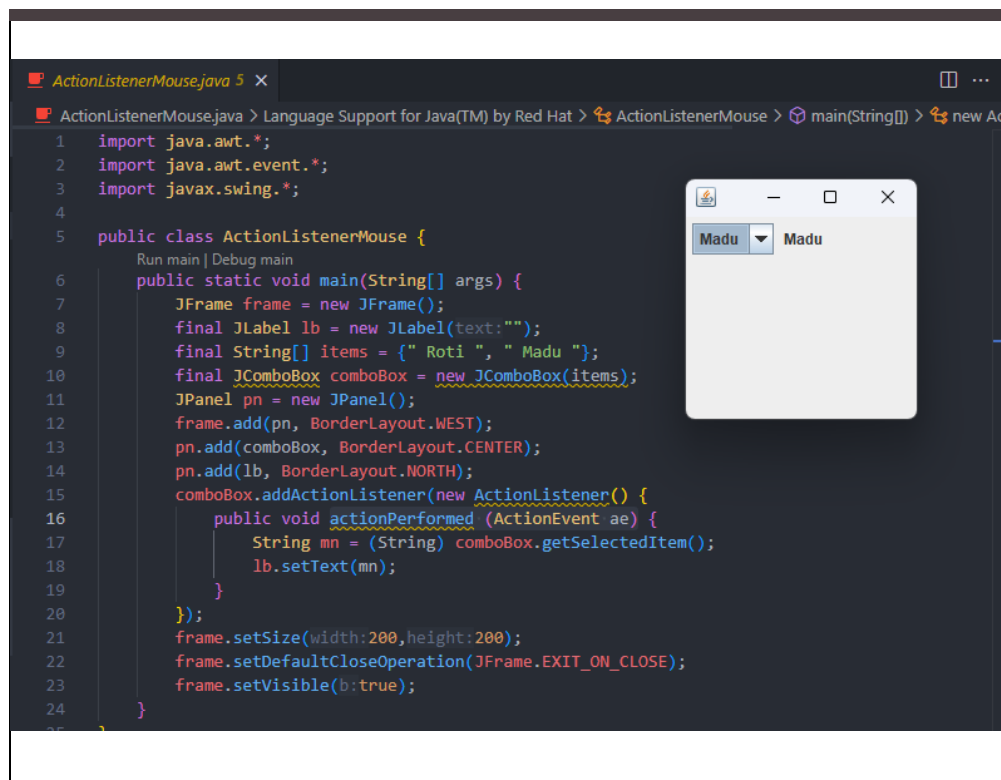 ActionListenerMouse.java 5
ActionListenerMouse.java > Language Support for Java(TM) by Red Hat > ActionListenerMouse > main(String[]) > new Ac
1 import java.awt.*;
2 import java.awt.event.*;
3 import javax.swing.*;
4
5 public class ActionListenerMouse {
Run main | Debug main
6 public static void main(String[] args) {
7 JFrame frame = new JFrame();
8 final JLabel lb = new JLabel(text:"");
9 final String[] items = {" Roti ", " Madu "};
10 final JComboBox comboBox = new JComboBox(items);
11 JPanel pn = new JPanel();
12 frame.add(pn, BorderLayout.WEST);
13 pn.add(comboBox, BorderLayout.CENTER);
14 pn.add(lb, BorderLayout.NORTH);
15 comboBox.addActionListener(new ActionListener() {
16 public void actionPerformed (ActionEvent ae) {
17 String mn = (String) comboBox.getSelectedItem();
18 lb.setText(mn);
19 }
20 });
21 frame.setSize(width:200,height:200);
22 frame.setDefaultCloseOperation(JFrame.EXIT_ON_CLOSE);
23 frame.setVisible(b:true);
24 }
25 }
Madu Madu